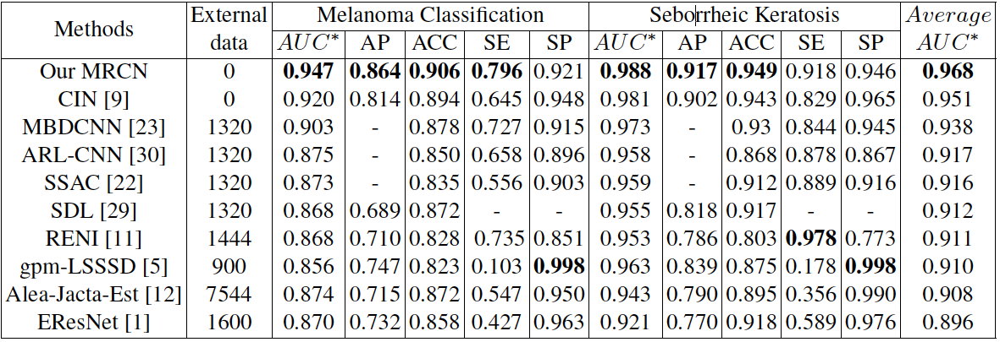 Methods External data Melanoma Classification Seborrheic Keratosis Average AUC*
AUC* AP ACC SE SP AUC* AP ACC SE SP
Our MRCN 0 0.947 0.864 0.906 0.796 0.921 0.988 0.917 0.949 0.918 0.946 0.968
CIN [9] 0 0.920 0.814 0.894 0.645 0.948 0.981 0.902 0.943 0.829 0.965 0.951
MBDCNN [23] 1320 0.903 - 0.878 0.727 0.915 0.973 - 0.93 0.844 0.945 0.938
ARL-CNN [30] 1320 0.875 - 0.850 0.658 0.896 0.958 - 0.868 0.878 0.867 0.917
SSAC [22] 1320 0.873 - 0.835 0.556 0.903 0.959 - 0.912 0.889 0.916 0.916
SDL [29] 1320 0.868 0.689 0.872 - - 0.955 0.818 0.917 - - 0.912
RENI [11] 1444 0.868 0.710 0.828 0.735 0.851 0.953 0.786 0.803 0.978 0.773 0.911
gpm-LSSSD [5] 900 0.856 0.747 0.823 0.103 0.998 0.963 0.839 0.875 0.178 0.998 0.910
Alea-Jacta-Est [12] 7544 0.874 0.715 0.872 0.547 0.950 0.943 0.790 0.895 0.356 0.990 0.908
EResNet [1] 1600 0.870 0.732 0.858 0.427 0.963 0.921 0.770 0.918 0.589 0.976 0.896